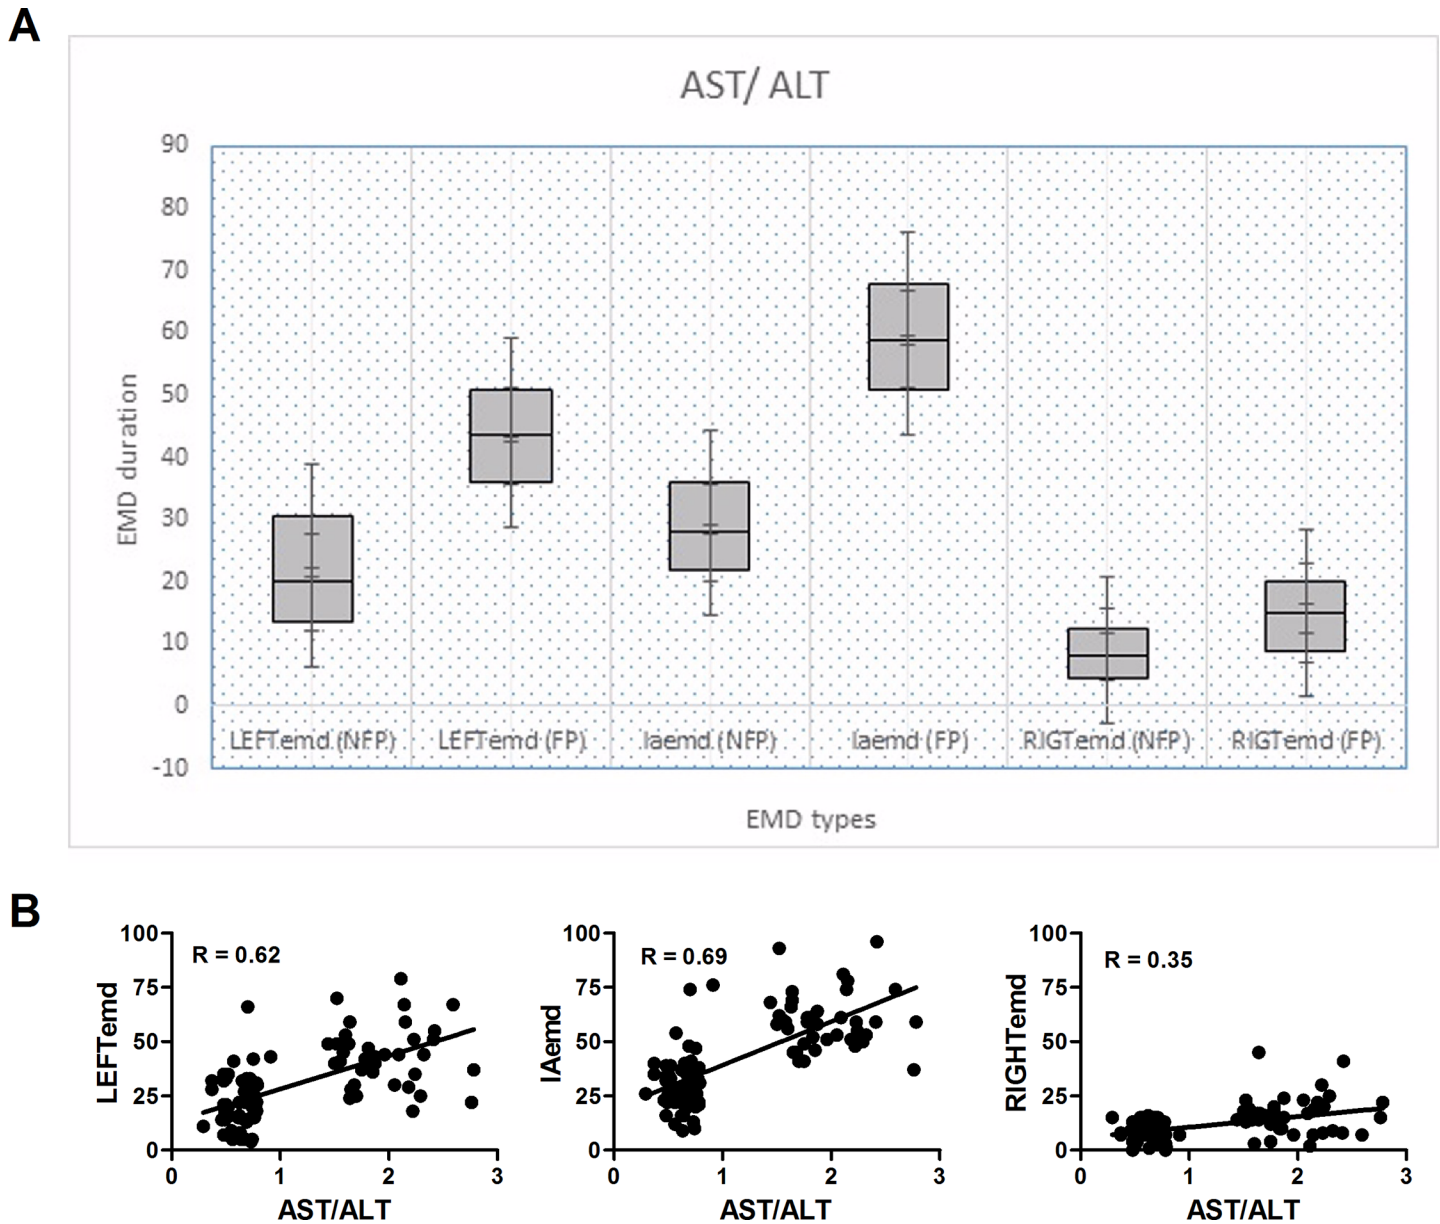 A
AST/ ALT
90
80
70
60
50
40
30
20
10
0
-10
EMD duration
LEFTemd (NFP) LEFTemd (FP) Iaemd (NFP) Iaemd (FP) RIGTemd (NFP) RIGTemd (FP)
EMD types
B
LEFTemd
100
75
50
25
0
R = 0.62
0 1 2 3
AST/ALT
IAemd
100
75
50
25
0
R = 0.69
0 1 2 3
AST/ALT
RIGHTemd
100
75
50
25
0
R = 0.35
0 1 2 3
AST/ALT